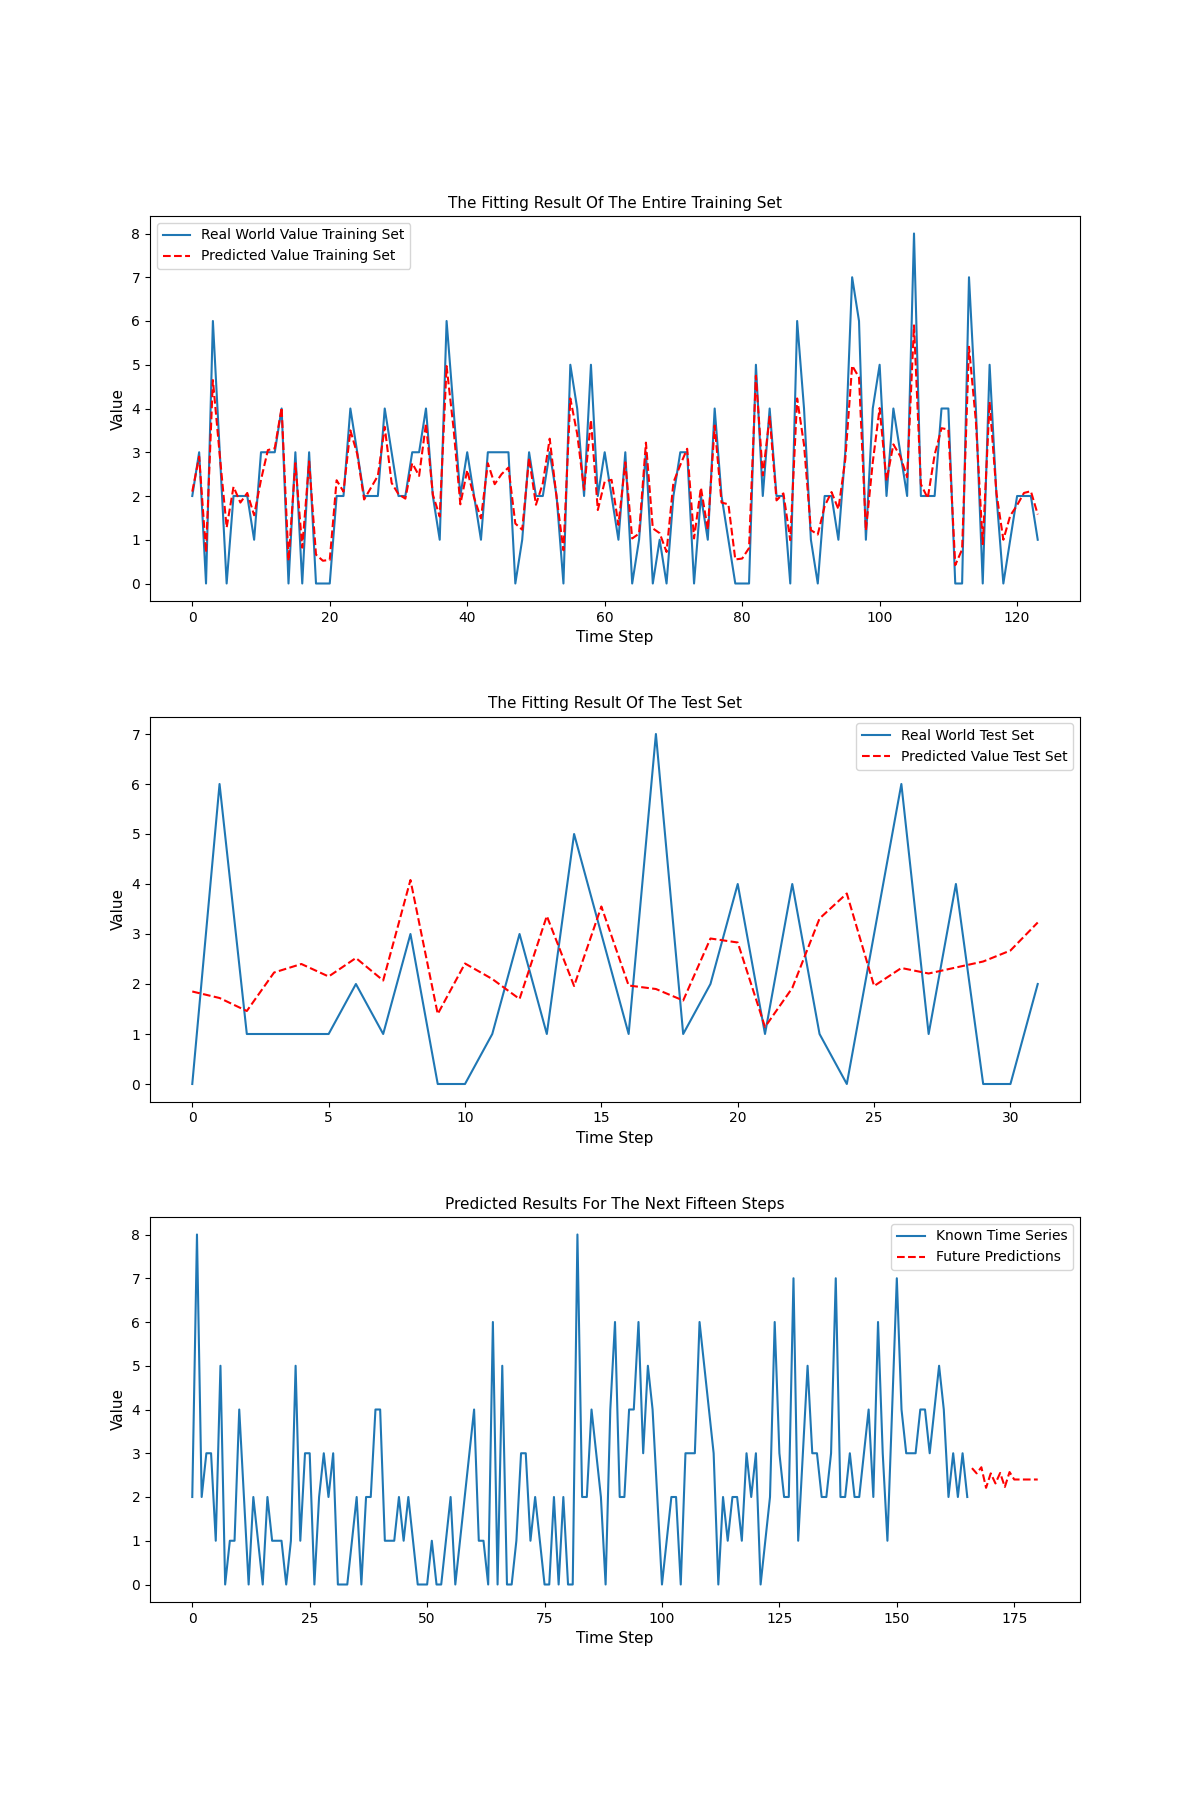 The Fitting Result Of The Entire Training Set
Real World Value Training Set
Predicted Value Training Set
8
7
6
5
4
3
2
1
0
Value
0 20 40 60 80 100 120
Time Step
The Fitting Result Of The Test Set
Real World Test Set
Predicted Value Test Set
7
6
5
4
3
2
1
0
Value
0 5 10 15 20 25 30
Time Step
Predicted Results For The Next Fifteen Steps
Known Time Series
Future Predictions
8
7
6
5
4
3
2
1
0
Value
0 25 50 75 100 125 150 175
Time Step